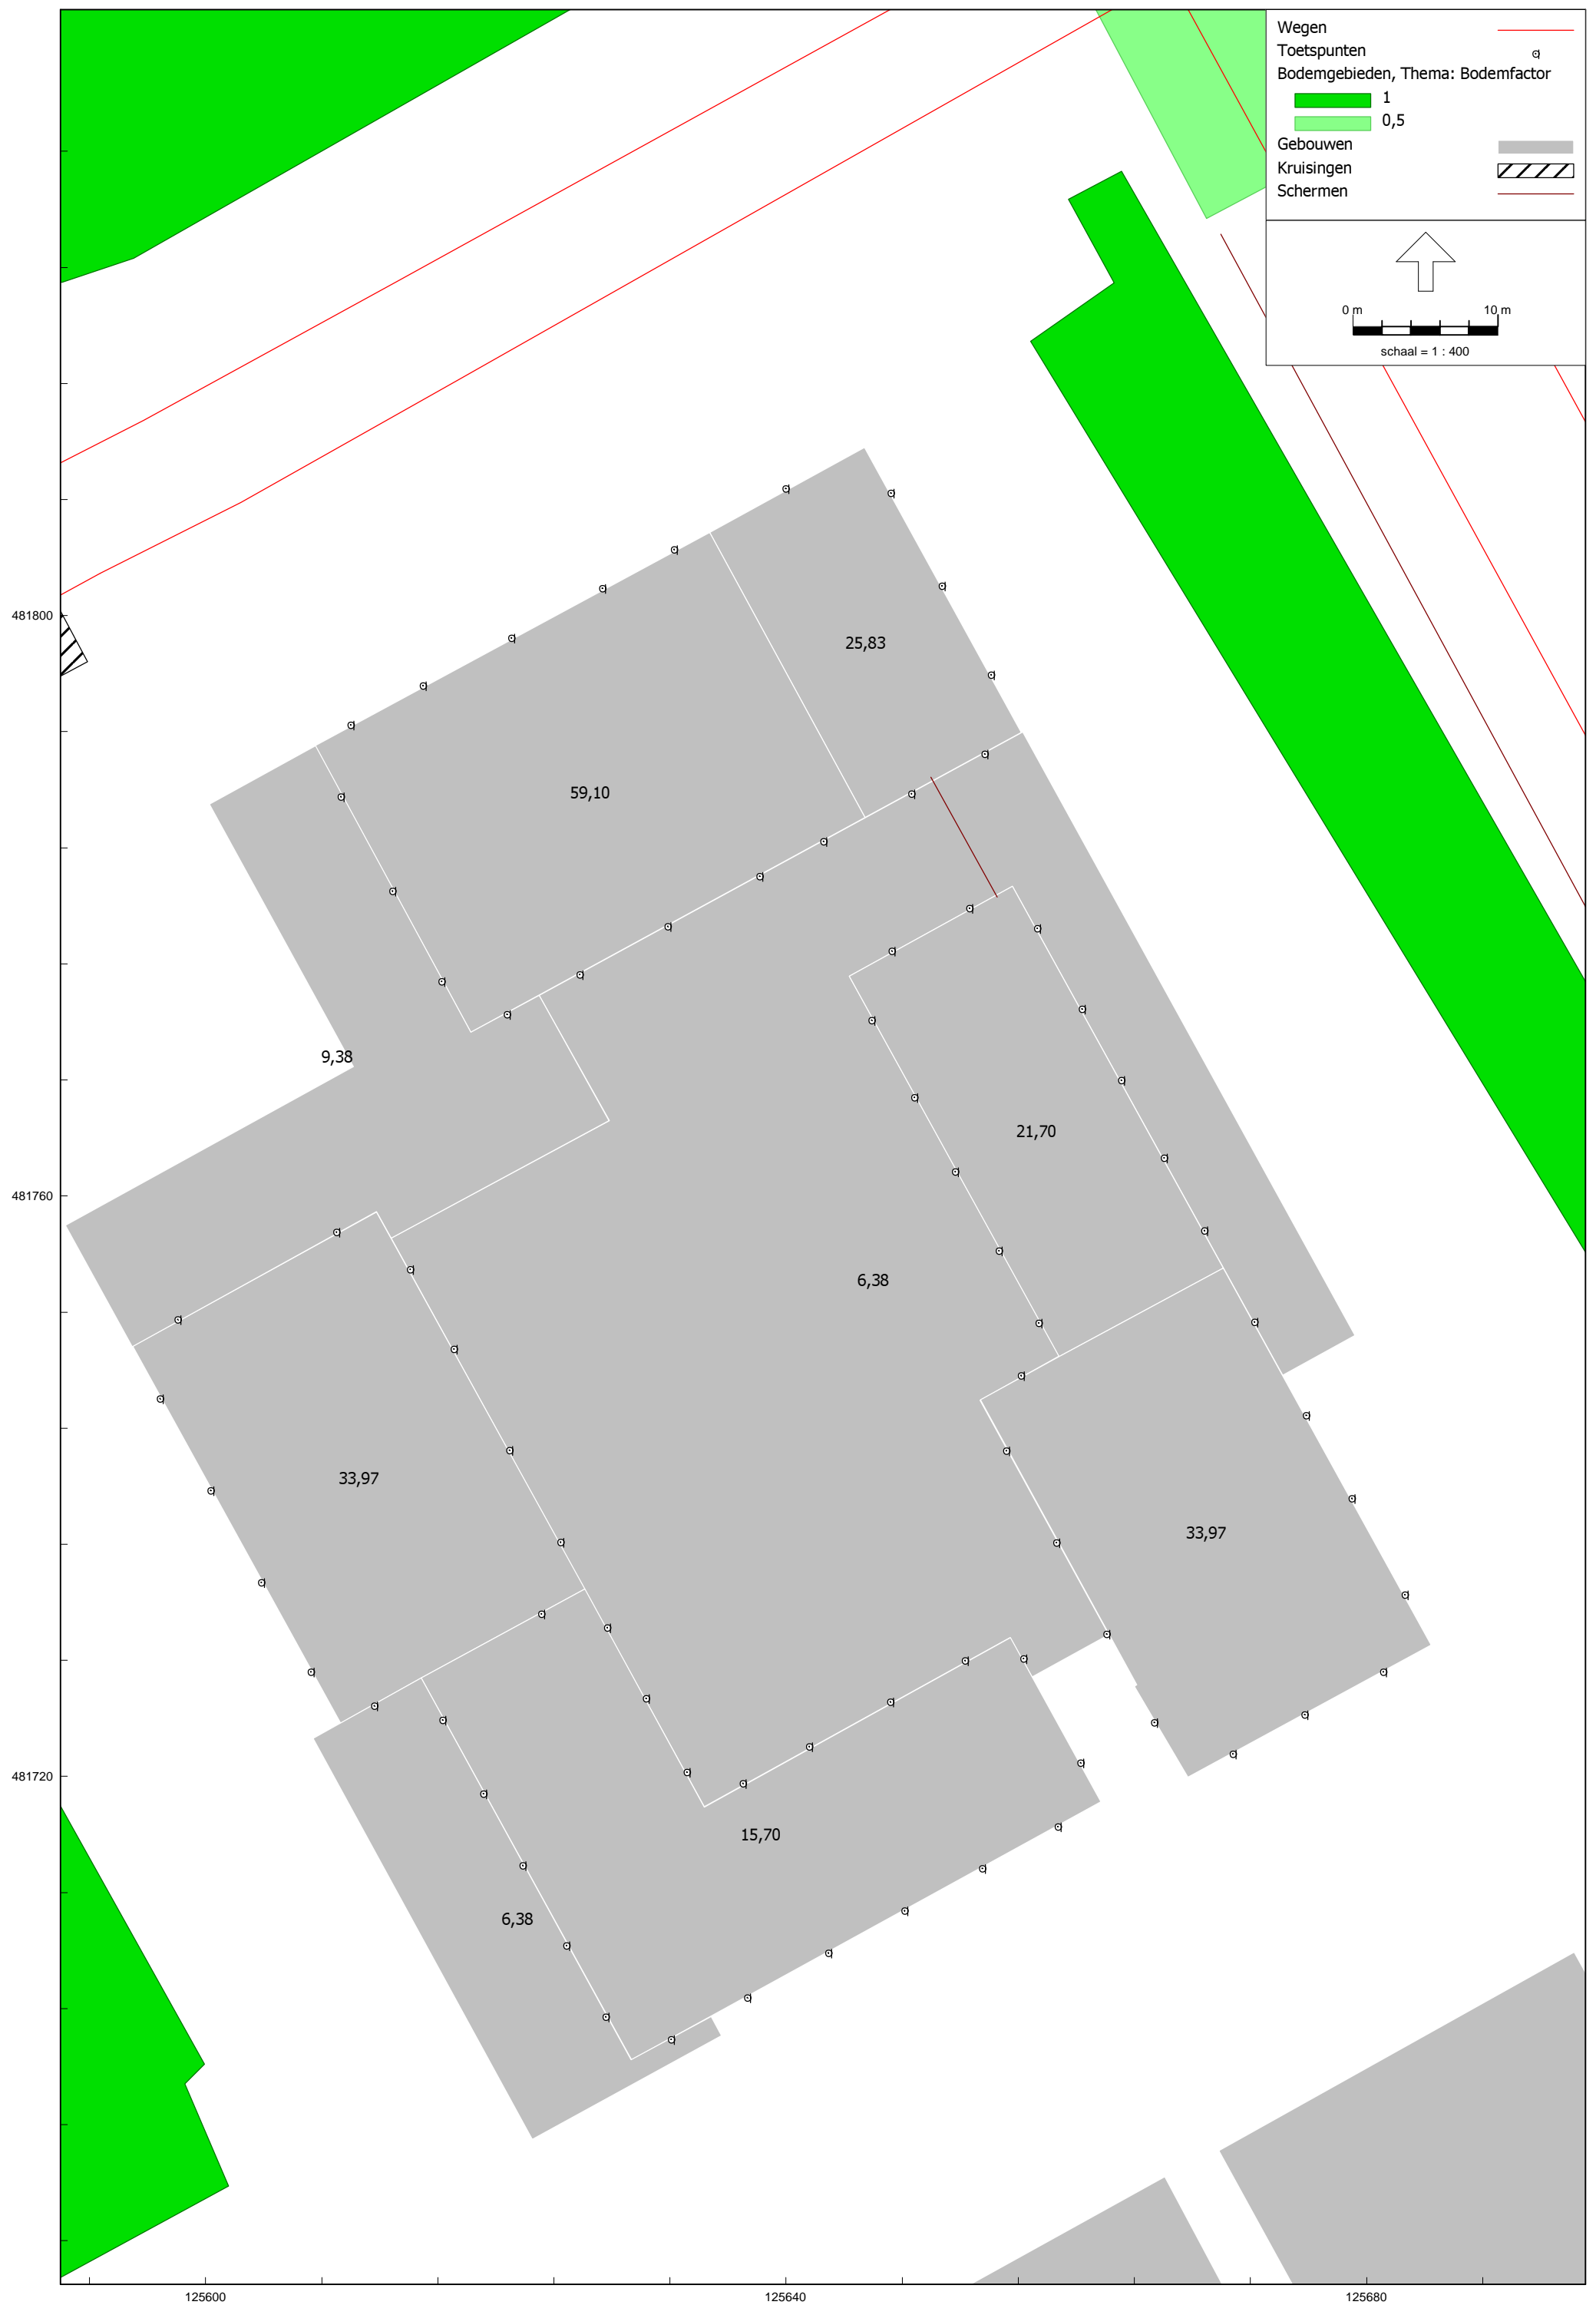 Wegen
Toetspunten
Bodemgebieden, Thema: Bodemfactor
1
0,5
Gebouwen
Kruisingen
Schermen
0 m 10 m
schaal = 1 : 400
481800
25,83
59,10
9,38
21,70
481760
6,38
33,97
33,97
481720
15,70
6,38
125600 125640 125680